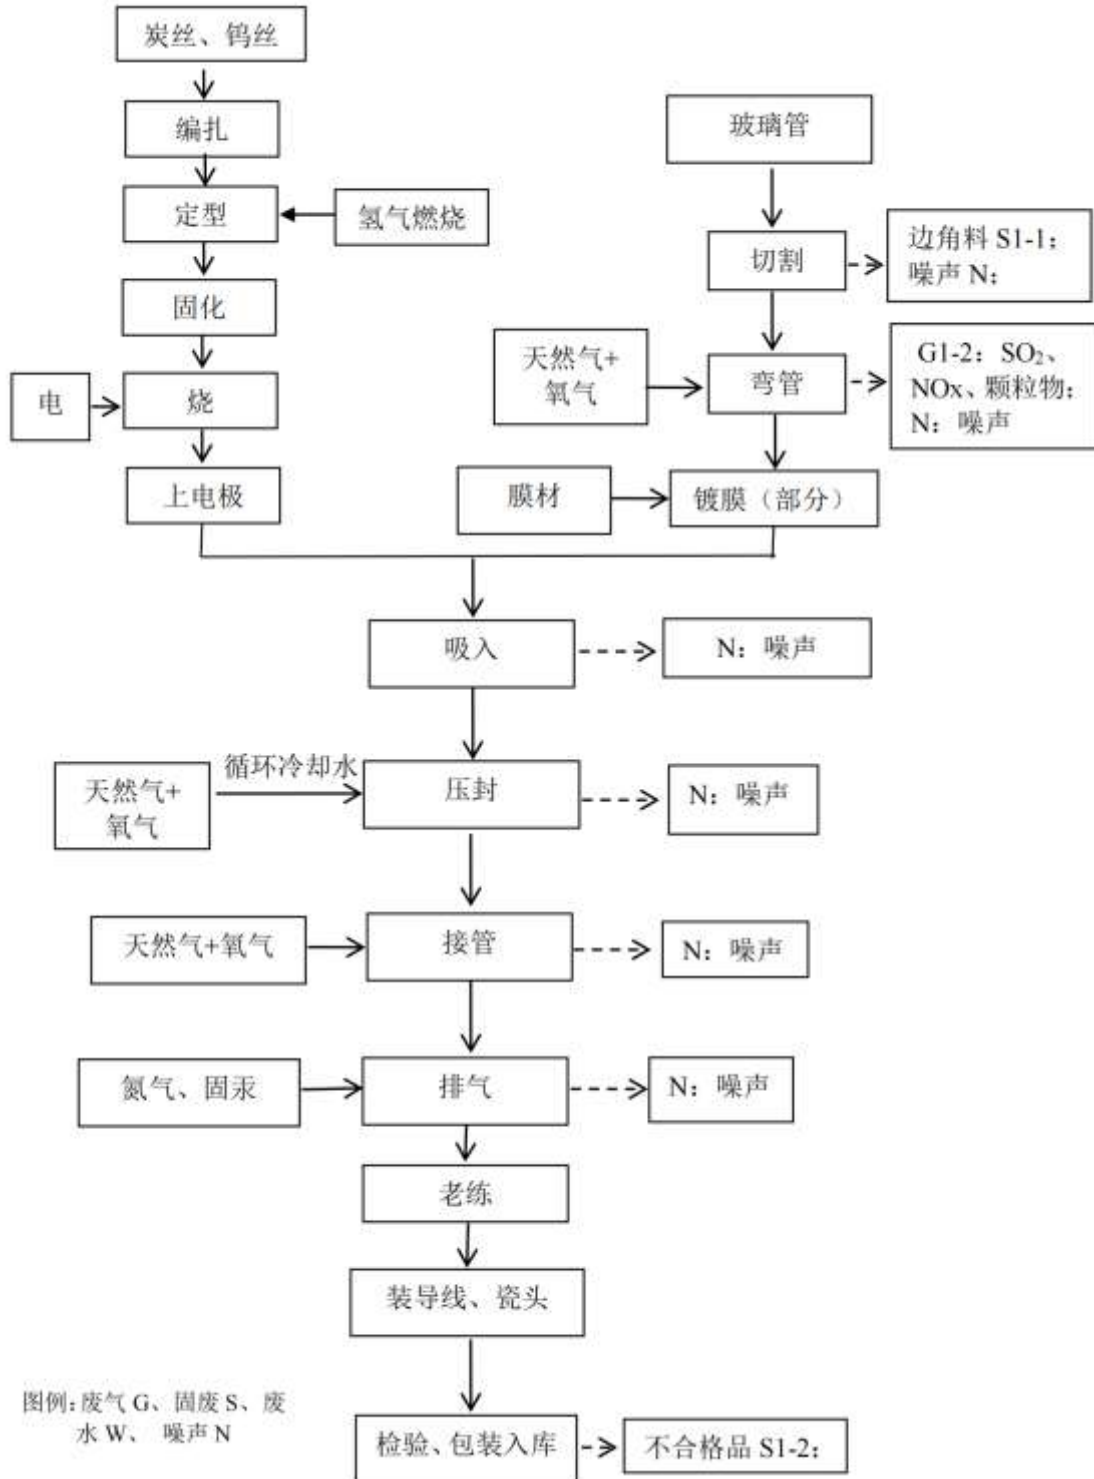 炭丝、钨丝
编扎
玻璃管
定型
氢气燃烧
切割
边角料 S1-1；
噪声 N：
固化
天然气+
氧气
弯管
G1-2：SO₂、
NOx、颗粒物；
N：噪声
电
烧
上电极
膜材
镀膜（部分）
吸入
N：噪声
天然气+
氧气
循环冷却水
压封
N：噪声
天然气+氧气
接管
N：噪声
氮气、固汞
排气
N：噪声
老练
装导线、瓷头
图例：废气 G、固废 S、废
水 W、 噪声 N
检验、包装入库
不合格品 S1-2；